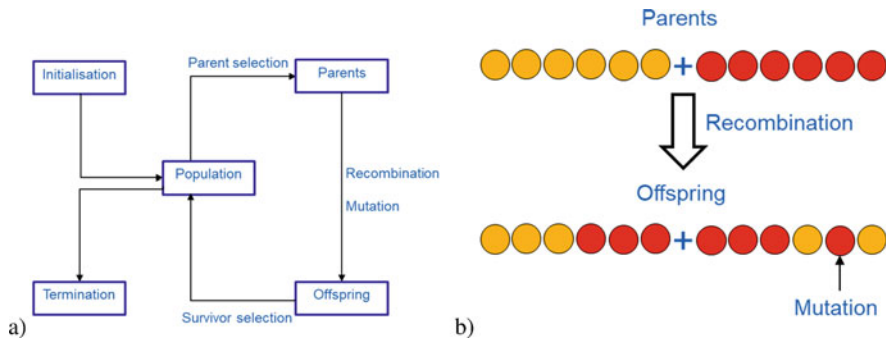 Initialisation
Parent selection
Parents
Population
Recombination
Mutation
Termination
Survivor selection
Offspring
a)
Parents
+
Recombination
Offspring
+
Mutation
b)